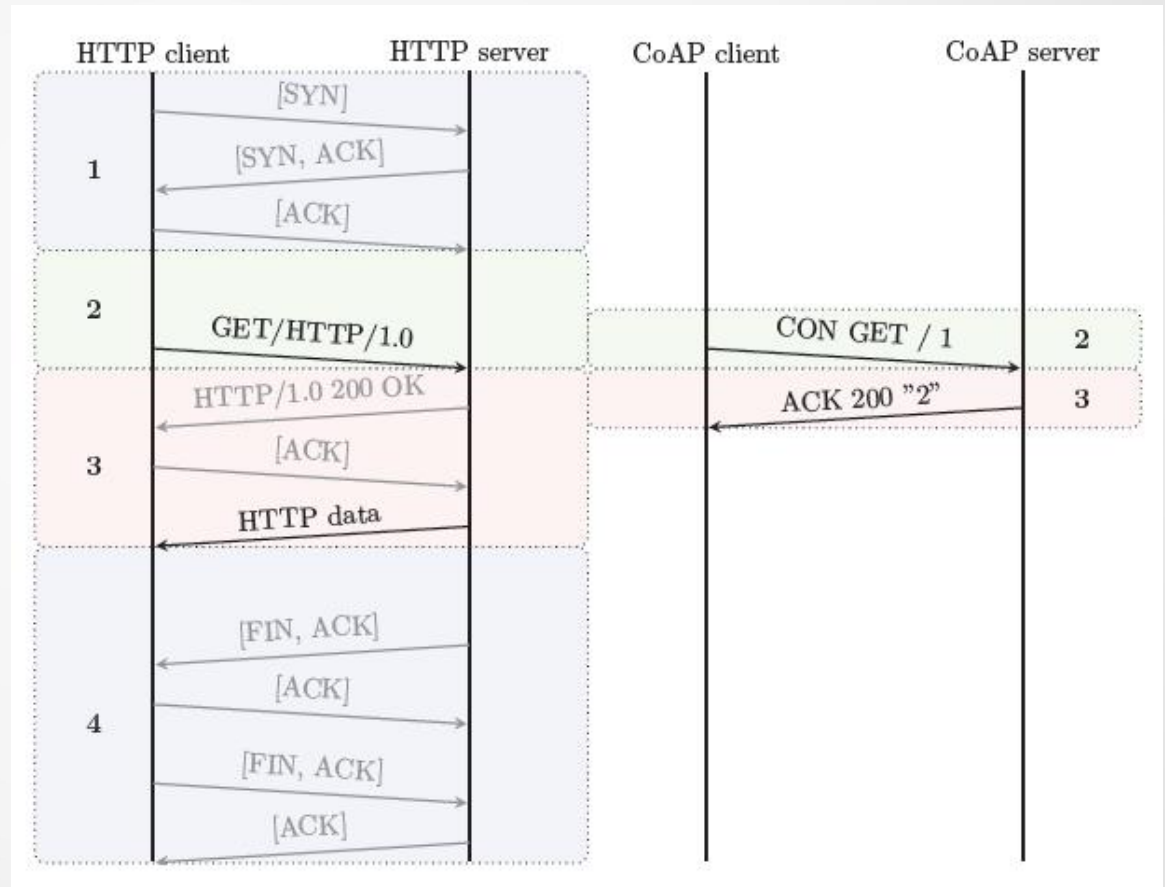 HTTP client HTTP server CoAP client CoAP server
[SYN]
[SYN, ACK]
1
[ACK]
2
GET/HTTP/1.0
CON GET / 1
2
HTTP/1.0 200 OK
ACK 200 ”2”
3
[ACK]
3
HTTP data
[FIN, ACK]
[ACK]
4
[FIN, ACK]
[ACK]